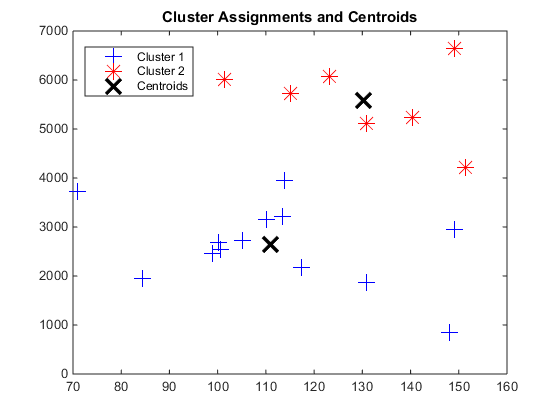 Cluster Assignments and Centroids
7000
6000
5000
4000
3000
2000
1000
0
Cluster 1
Cluster 2
Centroids
70 80 90 100 110 120 130 140 150 160